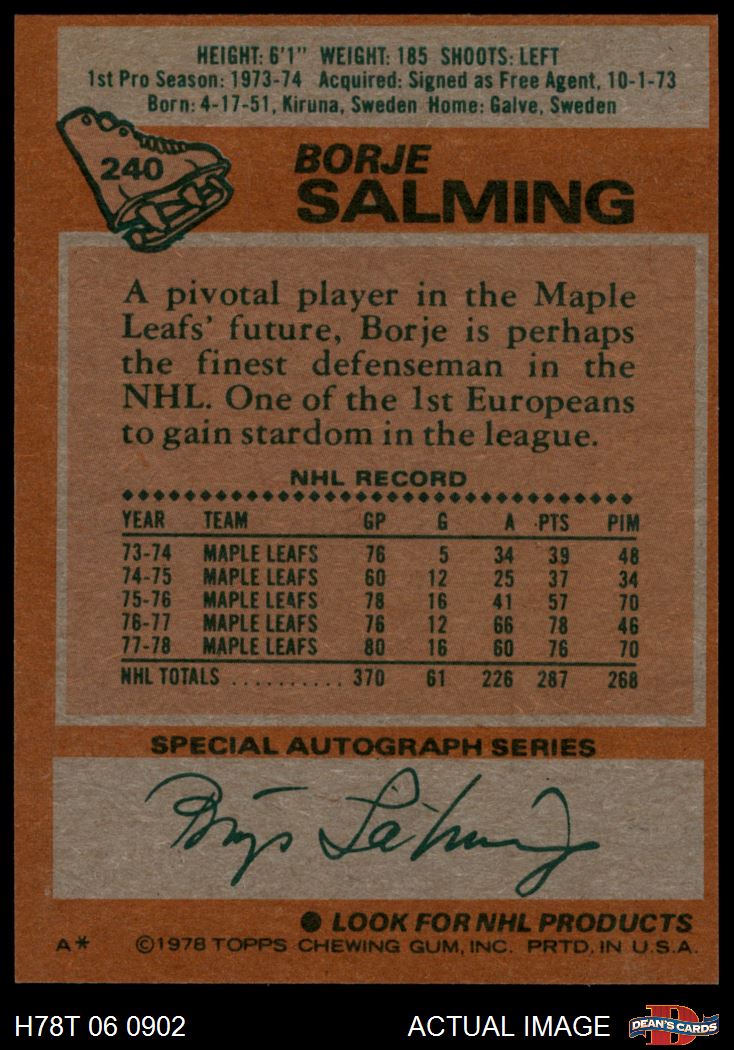 HEIGHT: 6'1" WEIGHT: 185 SHOOTS: LEFT
1st Pro Season: 1973-74 Acquired: Signed as Free Agent, 10-1-73
Born: 4-17-51, Kiruna, Sweden Home: Galve, Sweden
240
BORJE
SALMING
A pivotal player in the Maple
Leafs' future, Borje is perhaps
the finest defenseman in the
NHL. One of the 1st Europeans
to gain stardom in the league.
NHL RECORD
YEAR TEAM GP G A PTS PIM
73-74 MAPLE LEAFS 76 5 34 39 48
74-75 MAPLE LEAFS 60 12 25 37 34
75-76 MAPLE LEAFS 78 16 41 57 70
76-77 MAPLE LEAFS 76 12 66 78 46
77-78 MAPLE LEAFS 80 16 60 76 70
NHL TOTALS .......... 370 61 226 287 268
SPECIAL AUTOGRAPH SERIES
Börje Salming
● LOOK FOR NHL PRODUCTS
A* ©1978 TOPPS CHEWING GUM, INC. PRTD. IN U.S.A.
H78T 06 0902 ACTUAL IMAGE DEAN'S CARDS